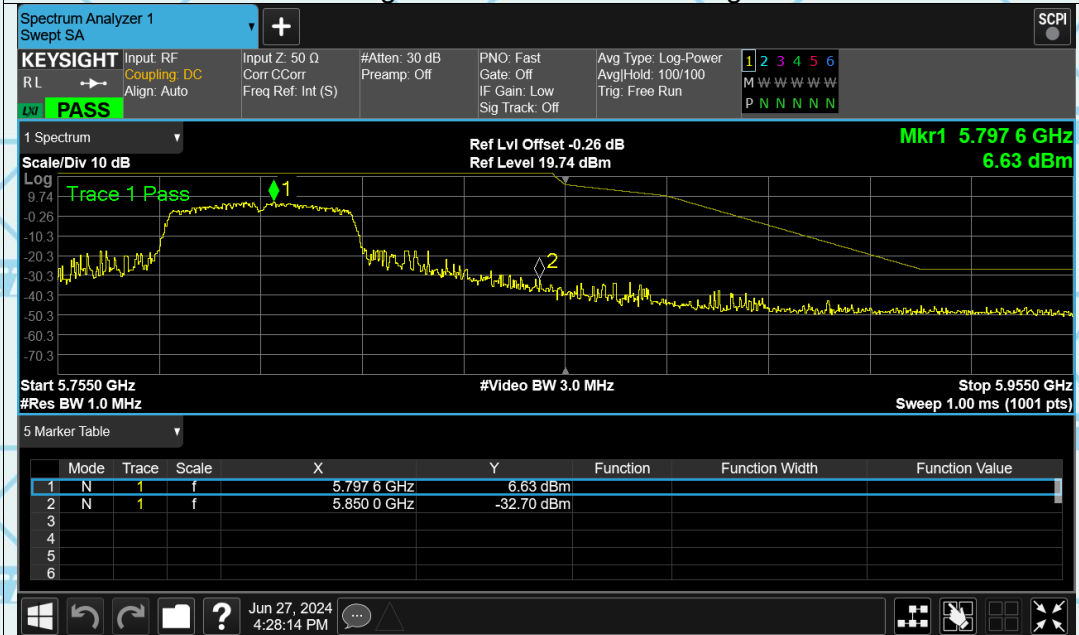 Spectrum Analyzer 1
Swept SA
+
SCPI
KEYSIGHT Input: RF Input Z: 50 Ω #Atten: 30 dB PNO: Fast Avg Type: Log-Power 1 2 3 4 5 6
R L Coupling: DC Corr CCorr Preamp: Off Gate: Off Avg|Hold: 100/100 M W W W W W W
Align: Auto Freq Ref: Int (S) IF Gain: Low Trig: Free Run
LXI PASS Sig Track: Off P N N N N N
1 Spectrum Ref Lvl Offset -0.26 dB Mkr1 5.797 6 GHz
Scale/Div 10 dB Ref Level 19.74 dBm 6.63 dBm
Log
Trace 1 Pass
1
9.74
-0.26
-10.3
-20.3
2
-30.3
-40.3
-50.3
-60.3
-70.3
Start 5.7550 GHz #Video BW 3.0 MHz Stop 5.9550 GHz
#Res BW 1.0 MHz Sweep 1.00 ms (1001 pts)
5 Marker Table
Mode Trace Scale X Y Function Function Width Function Value
1 N 1 f 5.797 6 GHz 6.63 dBm
2 N 1 f 5.850 0 GHz -32.70 dBm
3
4
5
6
? Jun 27, 2024
4:28:14 PM